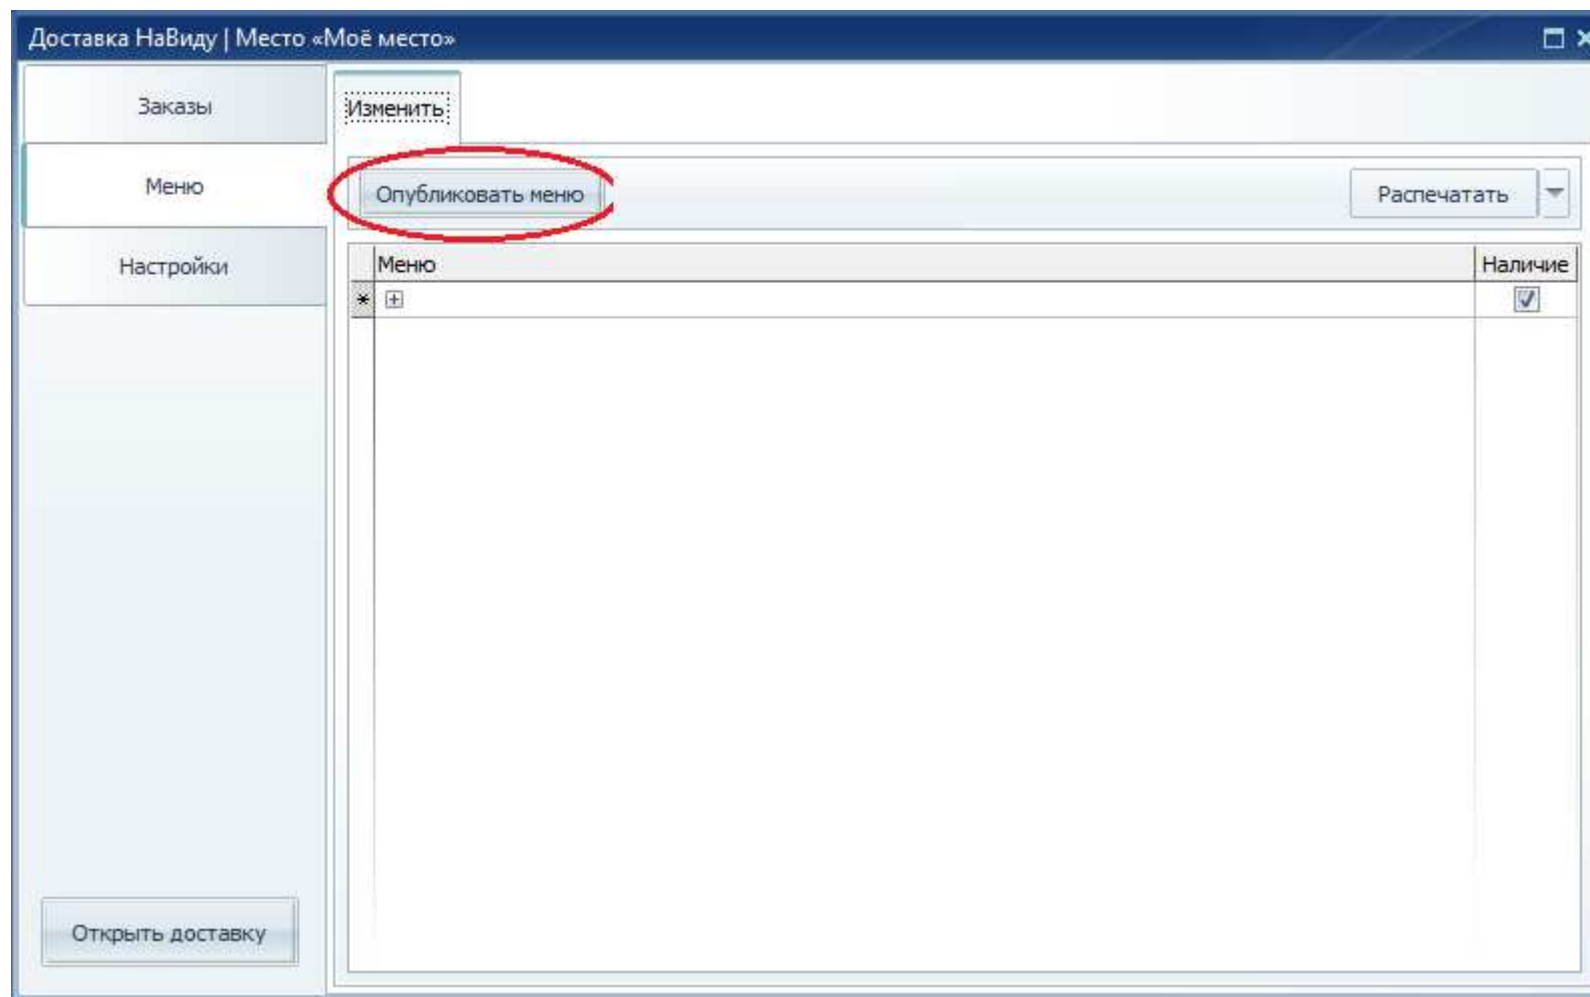 Доставка НаВиду | Место «Моё место»
Заказы
Изменить
Меню
Опубликовать меню
Распечатать
Настройки
Меню
Наличие
Открыть доставку